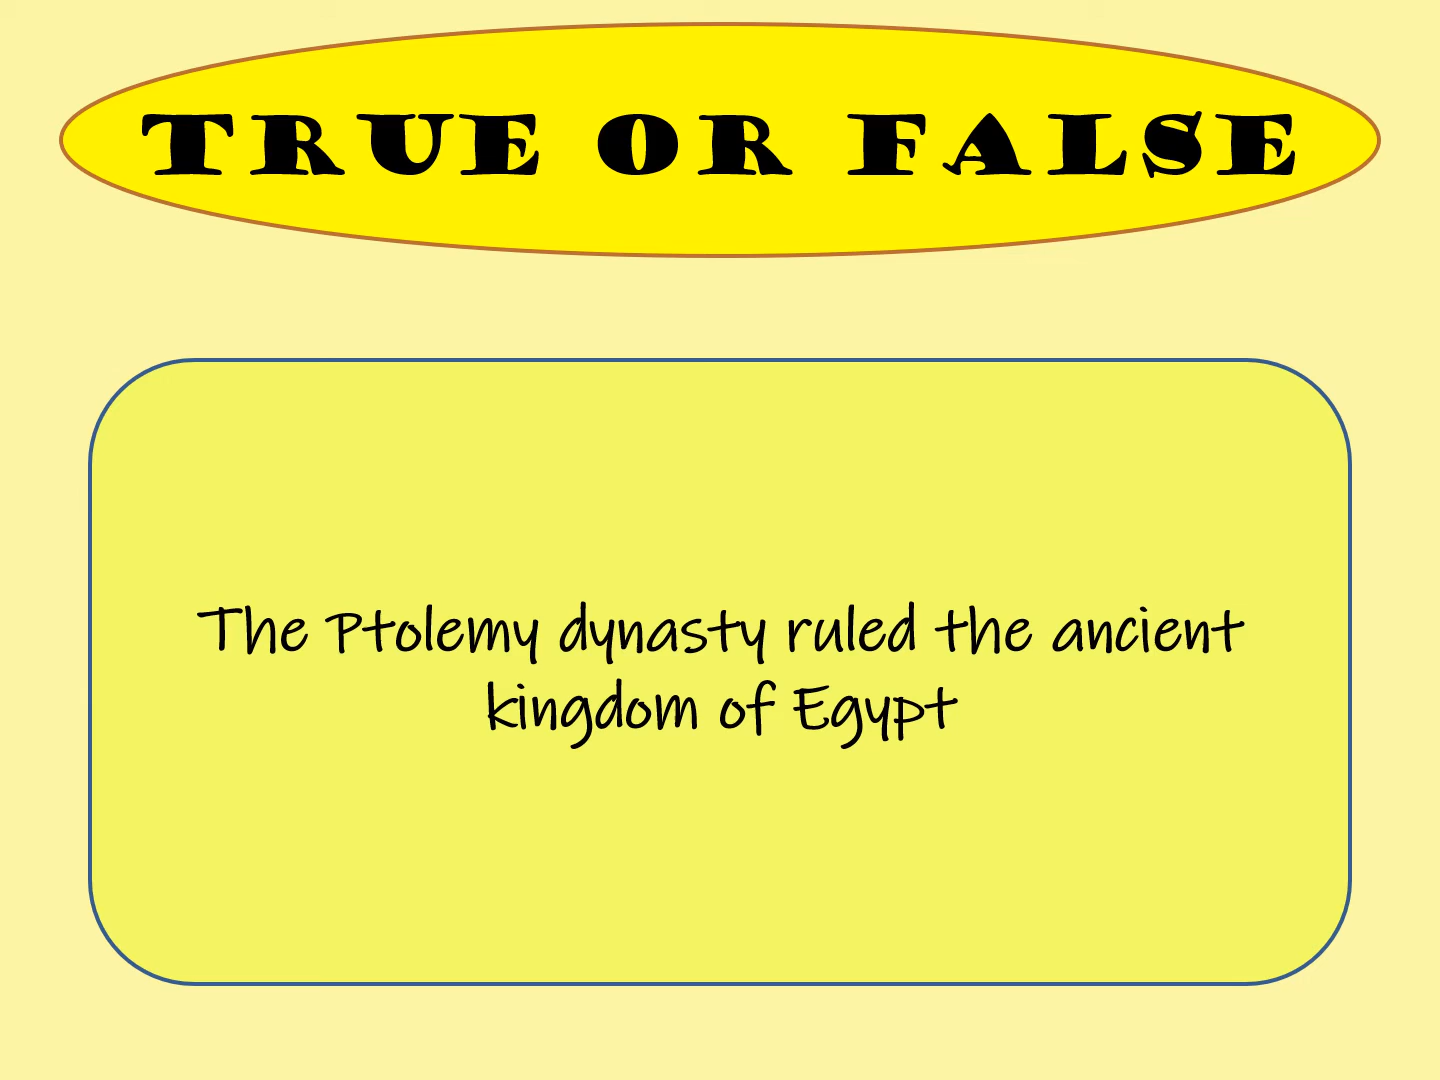 TRUE OR FALSE
The Ptolemy dynasty ruled the ancient
kingdom of Egypt